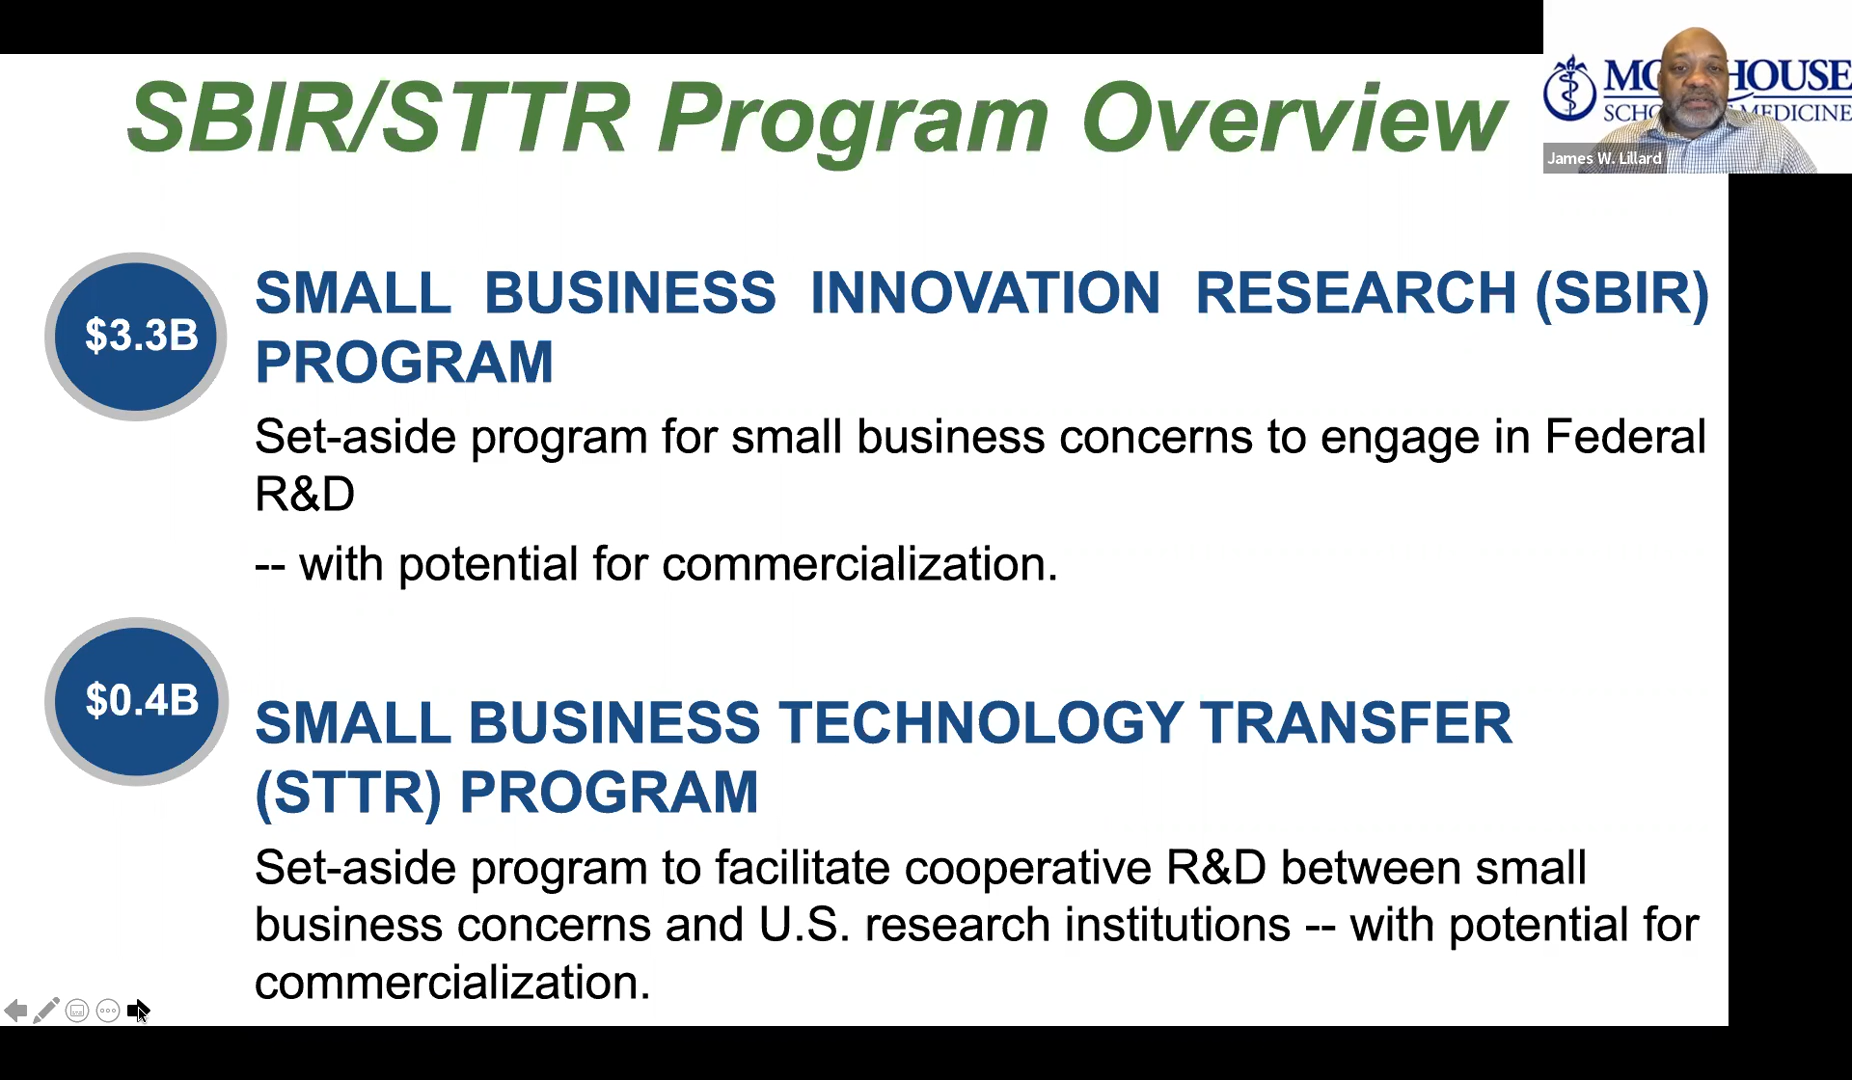 SBIR/STTR Program Overview
HOUSE
MEDICINE
James W. Lillard
$3.3B
SMALL BUSINESS INNOVATION RESEARCH (SBIR)
PROGRAM
Set-aside program for small business concerns to engage in Federal
R&D
-- with potential for commercialization.
$0.4B
SMALL BUSINESS TECHNOLOGY TRANSFER
(STTR) PROGRAM
Set-aside program to facilitate cooperative R&D between small
business concerns and U.S. research institutions -- with potential for
commercialization.